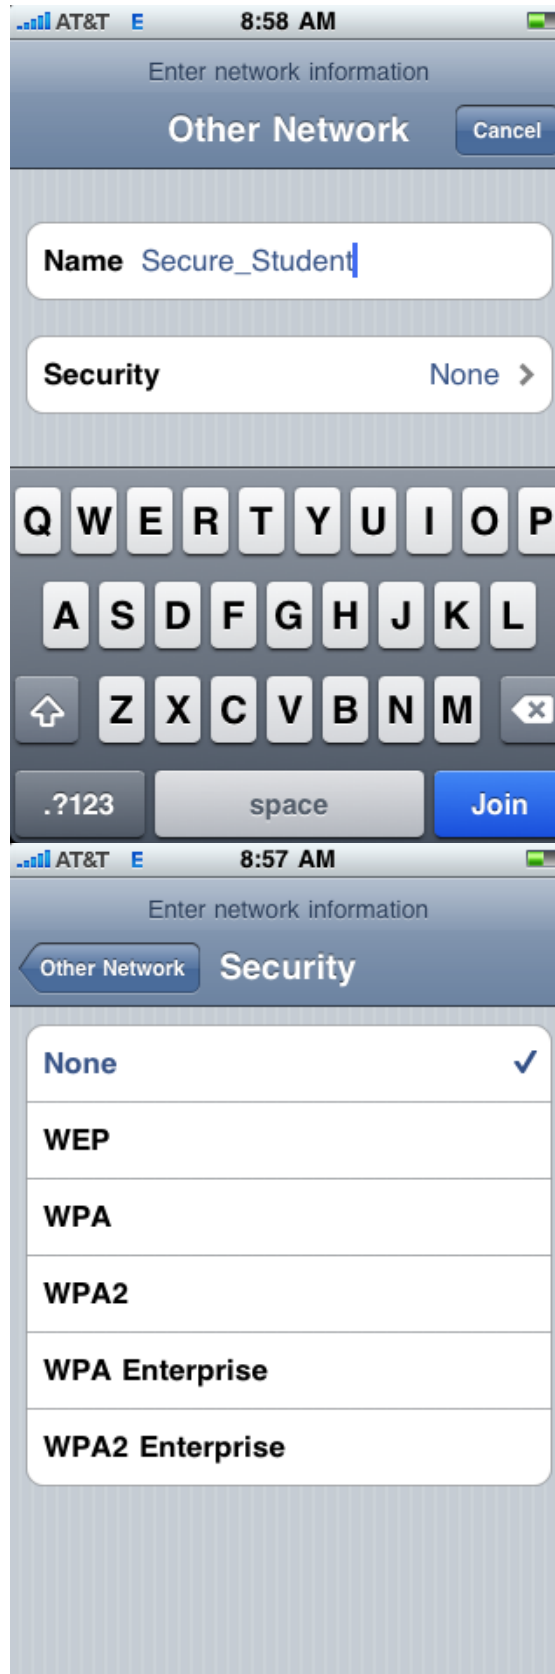 AT&T E 8:58 AM
Enter network information
Other Network Cancel
Name Secure_Student
Security None
Q W E R T Y U I O P
A S D F G H J K L
Z X C V B N M
.?123 space Join
AT&T E 8:57 AM
Enter network information
Other Network Security
None
WEP
WPA
WPA2
WPA Enterprise
WPA2 Enterprise